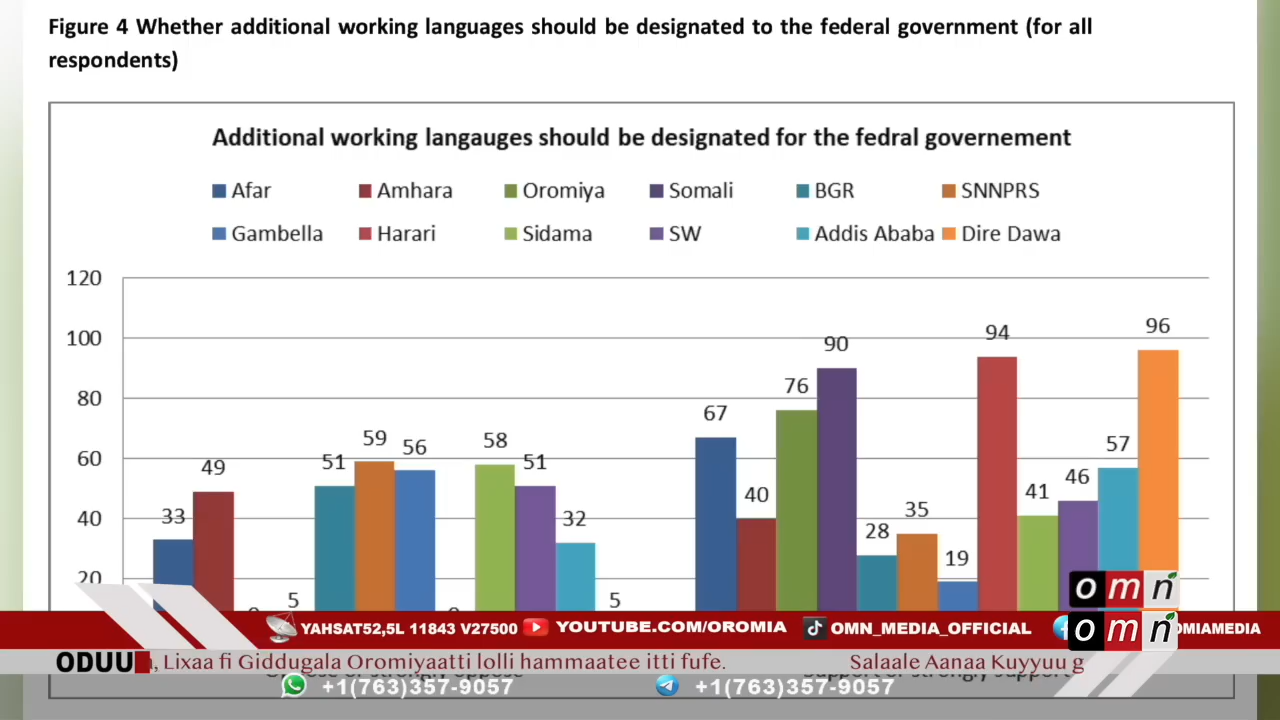 Figure 4 Whether additional working languages should be designated to the federal government (for all
respondents)
Additional working langauges should be designated for the fedral governement
Afar Amhara Oromiya Somali BGR SNNPRS
Gambella Harari Sidama SW Addis Ababa Dire Dawa
120
100
80
60
40
20
33 49 5 51 59 56 58 51 32 5
67 40 76 90 28 35 19 94 41 46 57 96
omn
YAHSAT52,5L 11843 V27500 YOUTUBE.COM/OROMIA OMN_MEDIA_OFFICIAL OMIAMEDIA
omn
ODUU , Lixaa fi Giddugala Oromiyaatti lolli hammaatee itti fufe. Salaale Aanaa Kuyyuu g
+1(763)357-9057 +1(763)357-9057